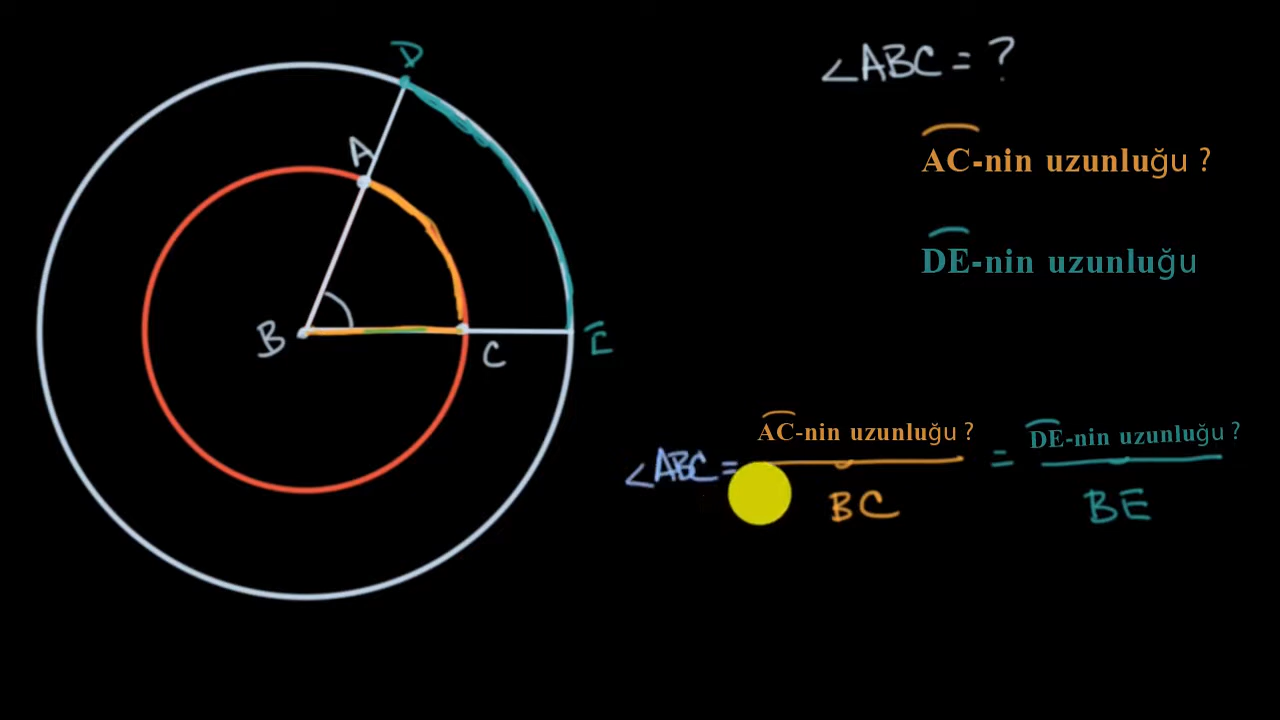 D
∠ABC = ?
A
AC-nin uzunluğu ?
DE-nin uzunluğu
B
C
E
AC-nin uzunluğu ?
DE-nin uzunluğu ?
∠ABC = =
BC
BE